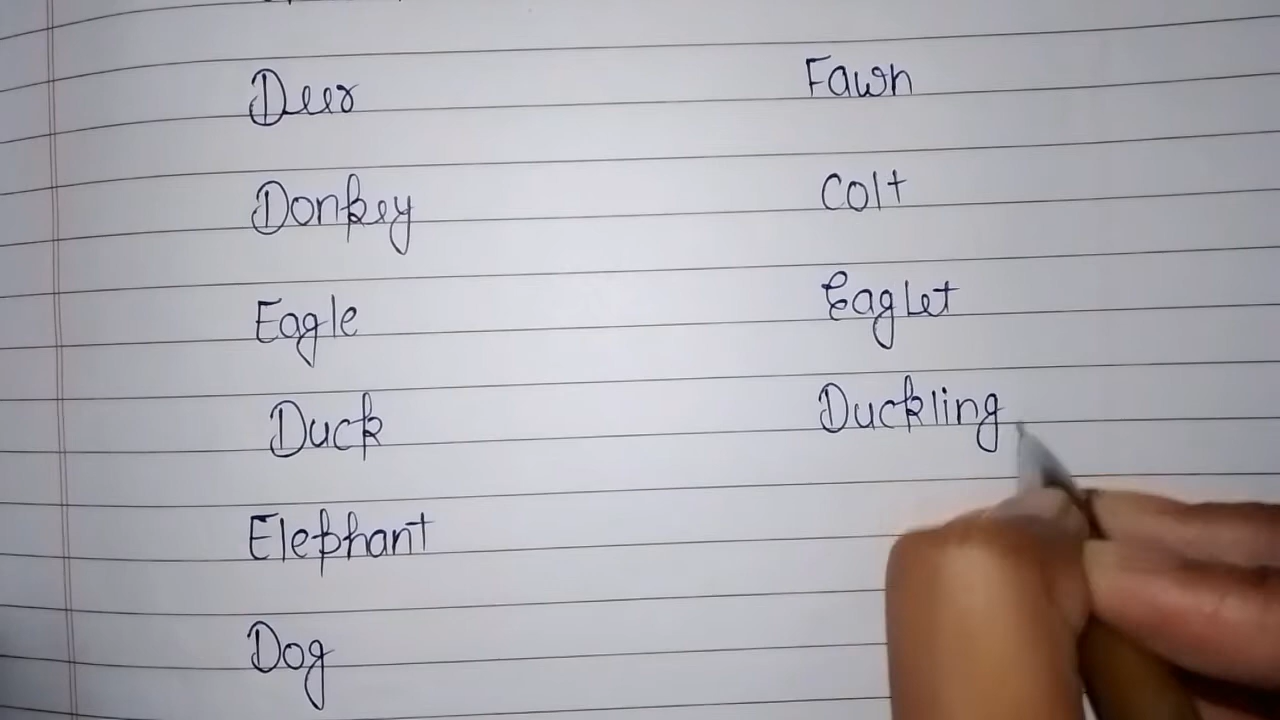 Deer Fawn
Donkey Colt
Eagle Eaglet
Duck Duckling
Elephant
Dog